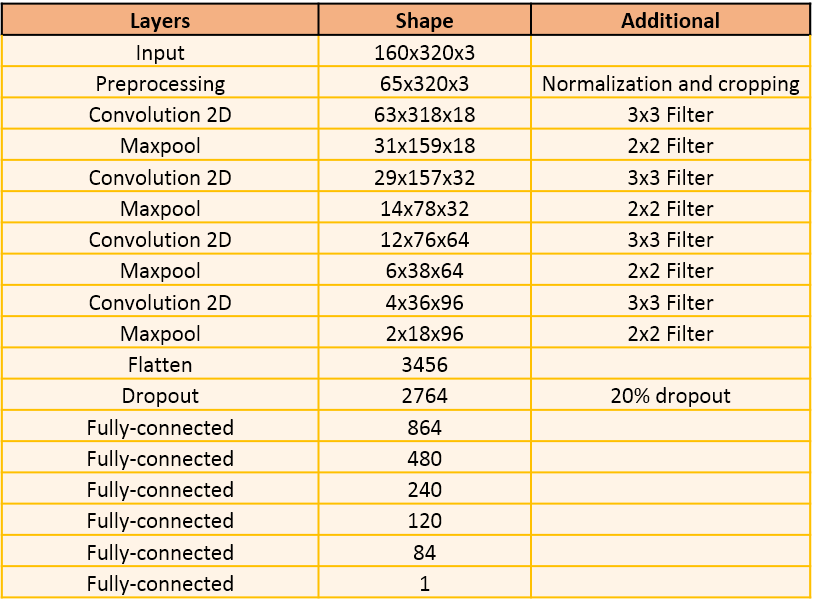 Layers Shape Additional
Input 160x320x3
Preprocessing 65x320x3 Normalization and cropping
Convolution 2D 63x318x18 3x3 Filter
Maxpool 31x159x18 2x2 Filter
Convolution 2D 29x157x32 3x3 Filter
Maxpool 14x78x32 2x2 Filter
Convolution 2D 12x76x64 3x3 Filter
Maxpool 6x38x64 2x2 Filter
Convolution 2D 4x36x96 3x3 Filter
Maxpool 2x18x96 2x2 Filter
Flatten 3456
Dropout 2764 20% dropout
Fully-connected 864
Fully-connected 480
Fully-connected 240
Fully-connected 120
Fully-connected 84
Fully-connected 1